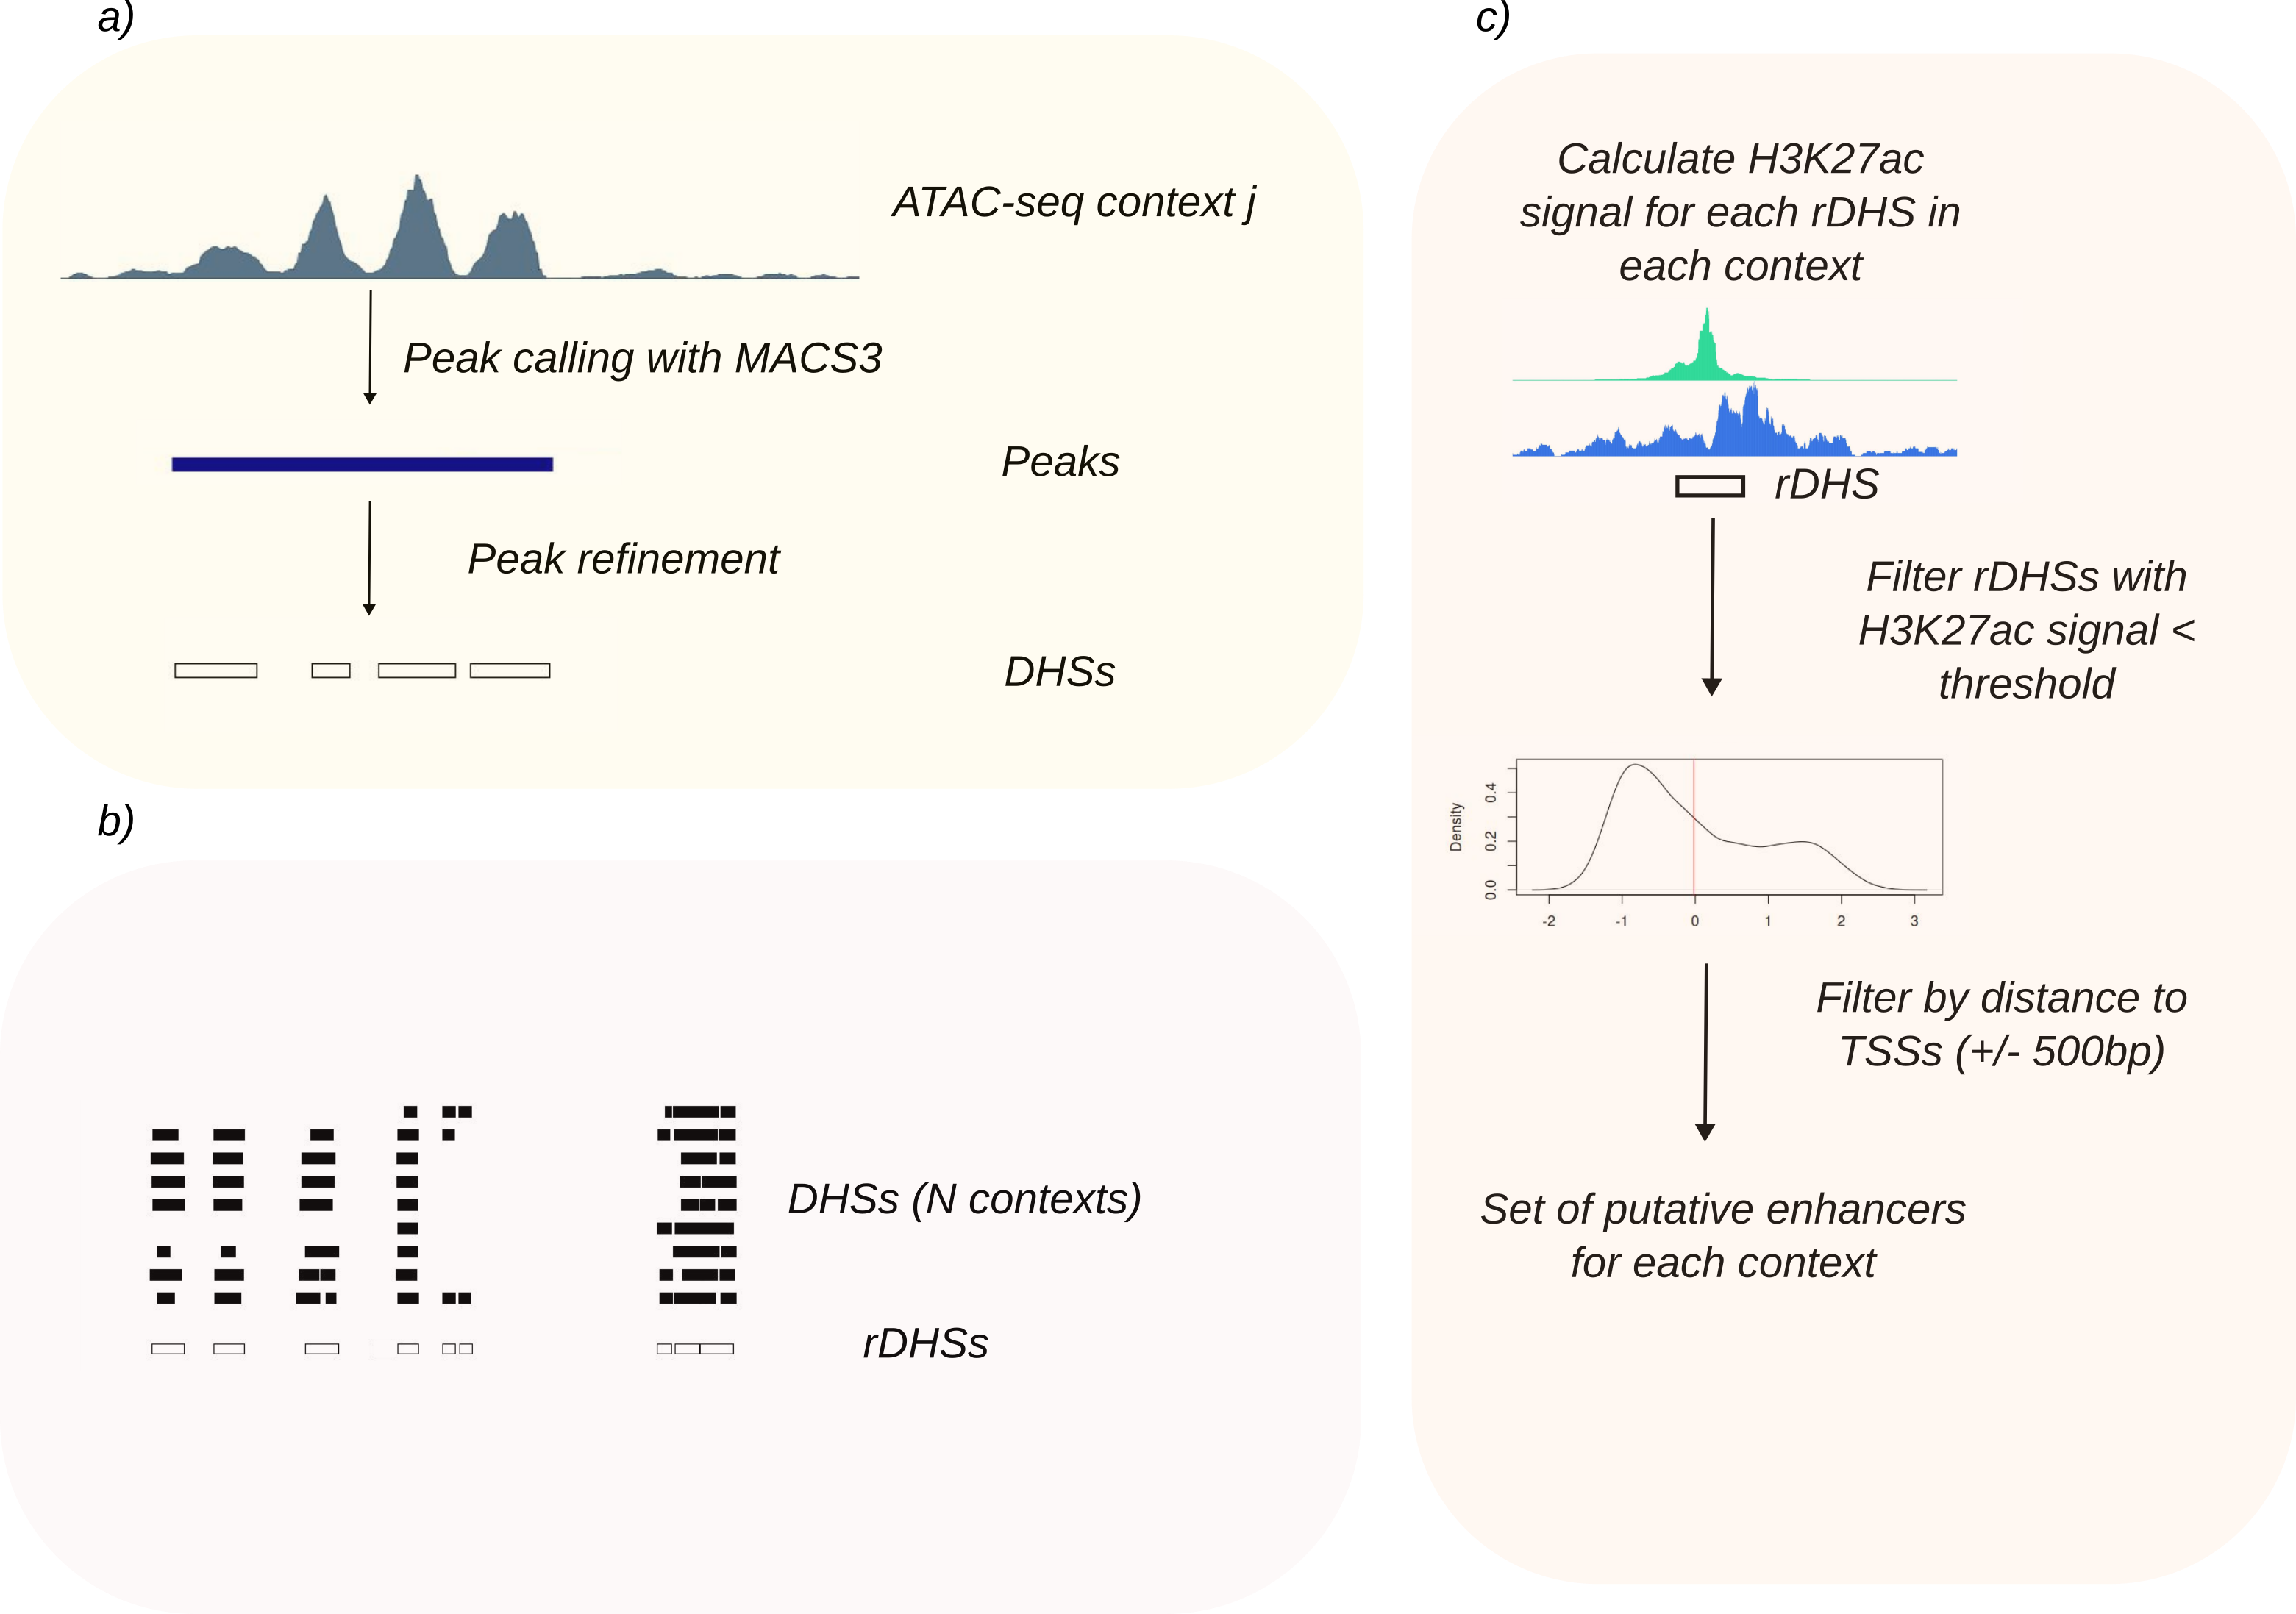 a)
ATAC-seq context j
Peak calling with MACS3
Peaks
Peak refinement
DHSs
b)
DHSs (N contexts)
rDHSs
c)
Calculate H3K27ac
signal for each rDHS in
each context
rDHS
Filter rDHSs with
H3K27ac signal <
threshold
Density
0.4
0.2
0.0
-2 -1 0 1 2 3
Filter by distance to
TSSs (+/- 500bp)
Set of putative enhancers
for each context